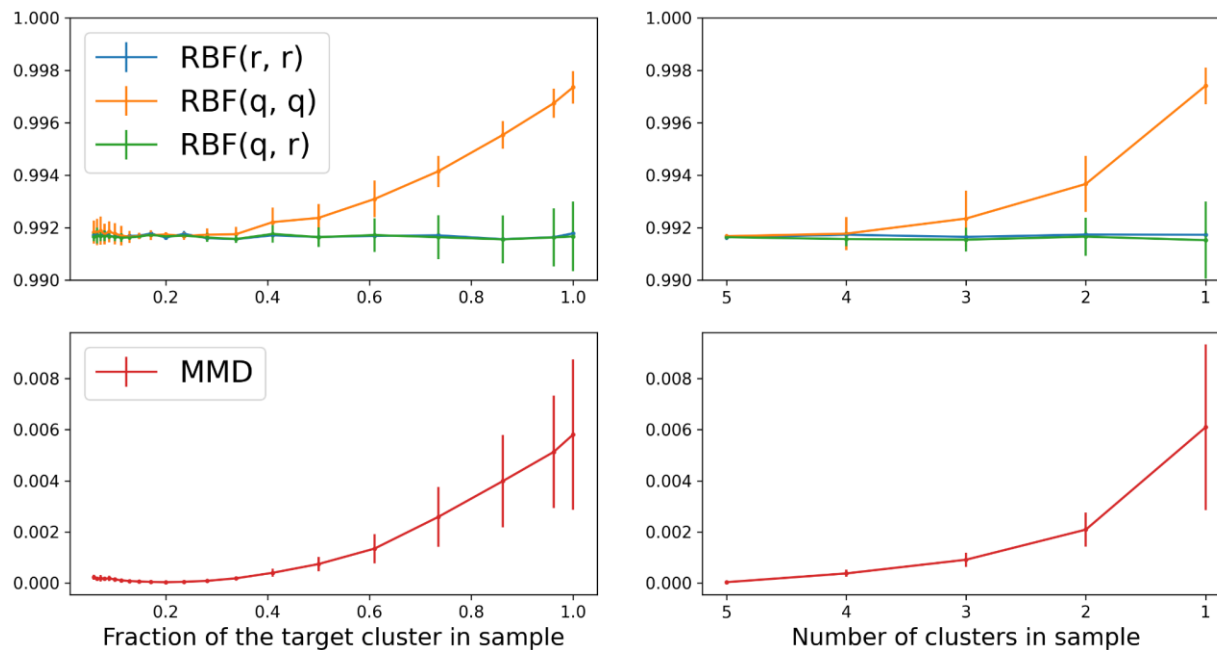 1.000
0.998
0.996
0.994
0.992
0.990
RBF(r, r)
RBF(q, q)
RBF(q, r)
0.2 0.4 0.6 0.8 1.0
1.000
0.998
0.996
0.994
0.992
0.990
5 4 3 2 1
0.008
0.006
0.004
0.002
0.000
MMD
0.2 0.4 0.6 0.8 1.0
Fraction of the target cluster in sample
0.008
0.006
0.004
0.002
0.000
5 4 3 2 1
Number of clusters in sample